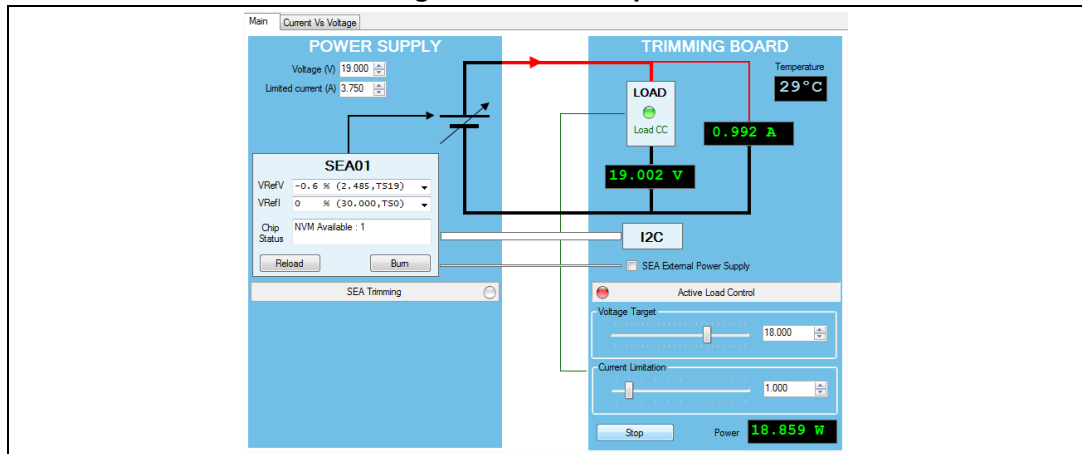 Main Current Vs Voltage
POWER SUPPLY
Voltage (V) 19.000
Limited current (A) 3.750
SEA01
VRefV -0.6 % (2.485,TS19)
VRefI 0 % (30.000,TS0)
Chip Status NVM Available : 1
Reload Burn
SEA Trimming
TRIMMING BOARD
Temperature
29°C
LOAD
Load CC
0.992 A
19.002 V
I2C
SEA External Power Supply
Active Load Control
Voltage Target
18.000
Current Limitation
1.000
Stop Power 18.859 W